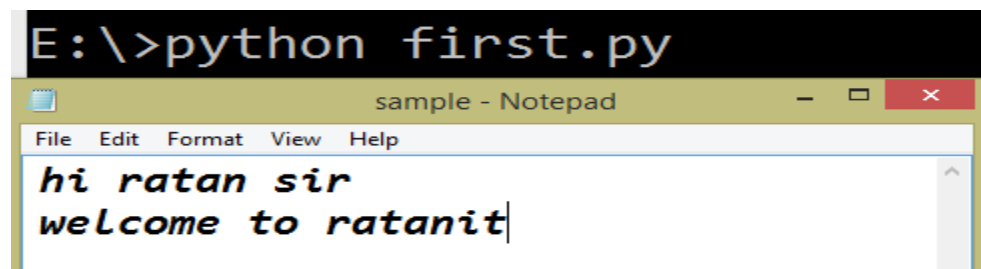 E:\>python first.py
sample - Notepad
File Edit Format View Help
hi ratan sir
welcome to ratanit